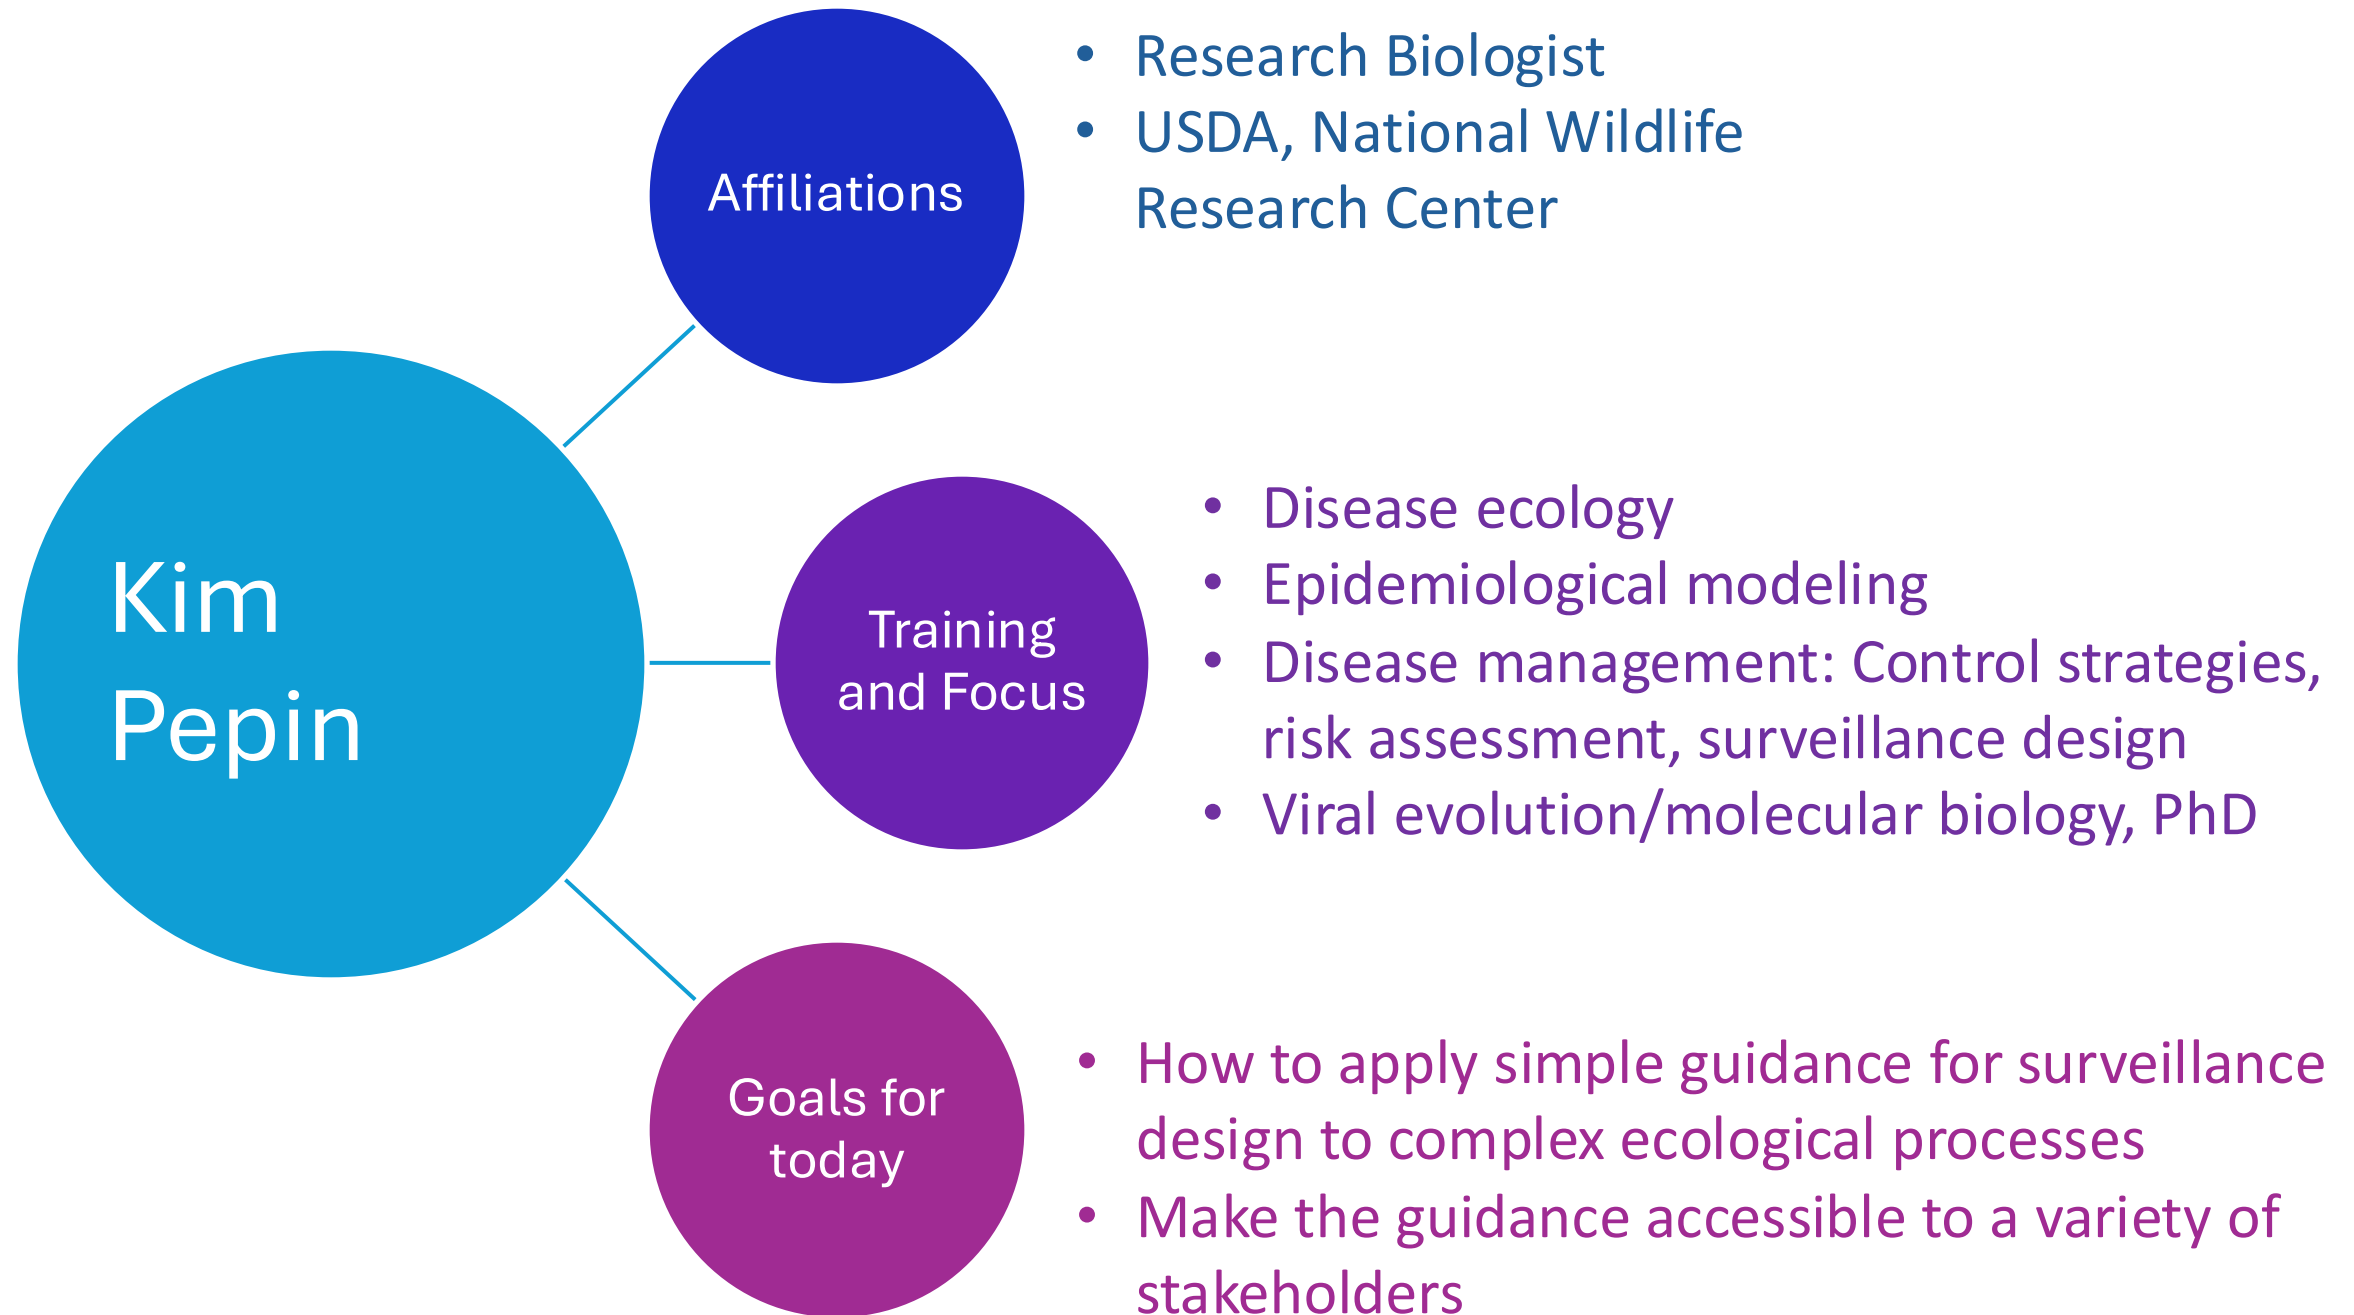 Kim
Pepin
Affiliations
• Research Biologist
• USDA, National Wildlife
Research Center
Training
and Focus
• Disease ecology
• Epidemiological modeling
• Disease management: Control strategies,
risk assessment, surveillance design
• Viral evolution/molecular biology, PhD
Goals for
today
• How to apply simple guidance for surveillance
design to complex ecological processes
• Make the guidance accessible to a variety of
stakeholders